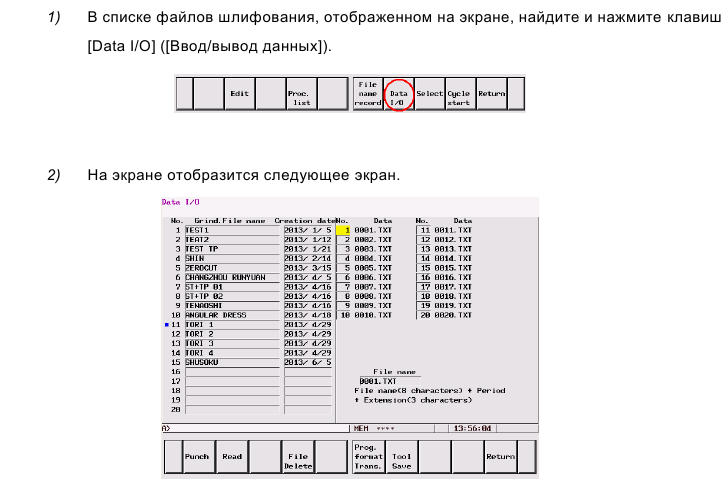 1) В списке файлов шлифования, отображенном на экране, найдите и нажмите клавиш
[Data I/O] ([Ввод/вывод данных]).
Edit Proc. list File name record Data I/O Select Cycle start Return
2) На экране отобразится следующее экран.
Data I/O
No. Grind.File name Creation date No. Data No. Data
1 TEST1 2013/ 1/ 5 1 0001.TXT 11 0011.TXT
2 TEAT2 2013/ 1/12 2 0002.TXT 12 0012.TXT
3 TEST TP 2013/ 1/21 3 0003.TXT 13 0013.TXT
4 SHIN 2013/ 2/14 4 0004.TXT 14 0014.TXT
5 ZEROCUT 2013/ 3/15 5 0005.TXT 15 0015.TXT
6 CHANGZHOU RUNYUAN 2013/ 4/ 5 6 0006.TXT 16 0016.TXT
7 ST+TP 01 2013/ 4/16 7 0007.TXT 17 0017.TXT
8 ST+TP 02 2013/ 4/16 8 0008.TXT 18 0018.TXT
9 TENAOSHI 2013/ 4/16 9 0009.TXT 19 0019.TXT
10 ANGULAR DRESS 2013/ 4/18 10 0010.TXT 20 0020.TXT
11 TORI 1 2013/ 4/29
12 TORI 2 2013/ 4/29
13 TORI 3 2013/ 4/29
14 TORI 4 2013/ 4/29
15 SHUSOKU 2013/ 6/ 5
16 File name
17 0001.TXT
18 File name(8 characters) + Period
19 + Extension(3 characters)
20
A> MEM **** 13:56:04
Punch Read File Delete Prog. format Trans. Tool Save Return